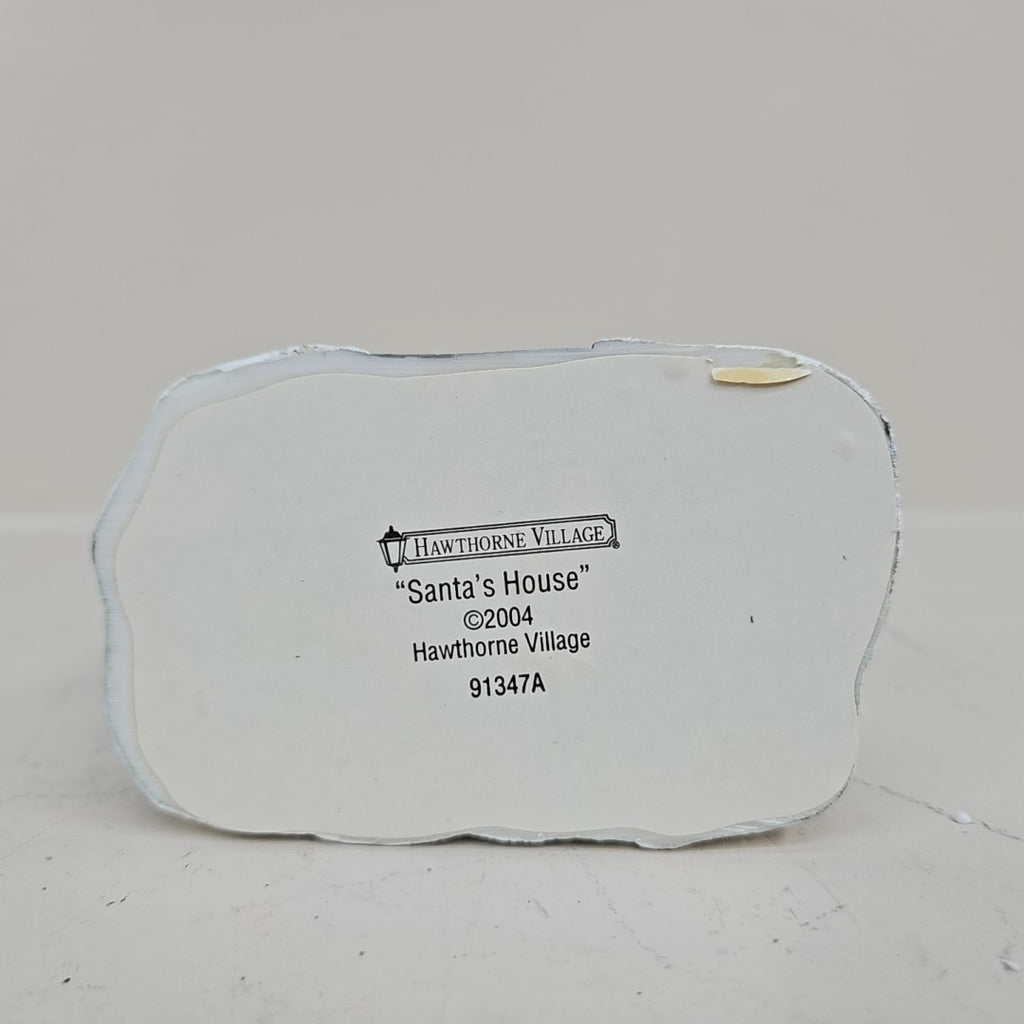 HAWTHORNE VILLAGE®
“Santa's House”
©2004
Hawthorne Village
91347A